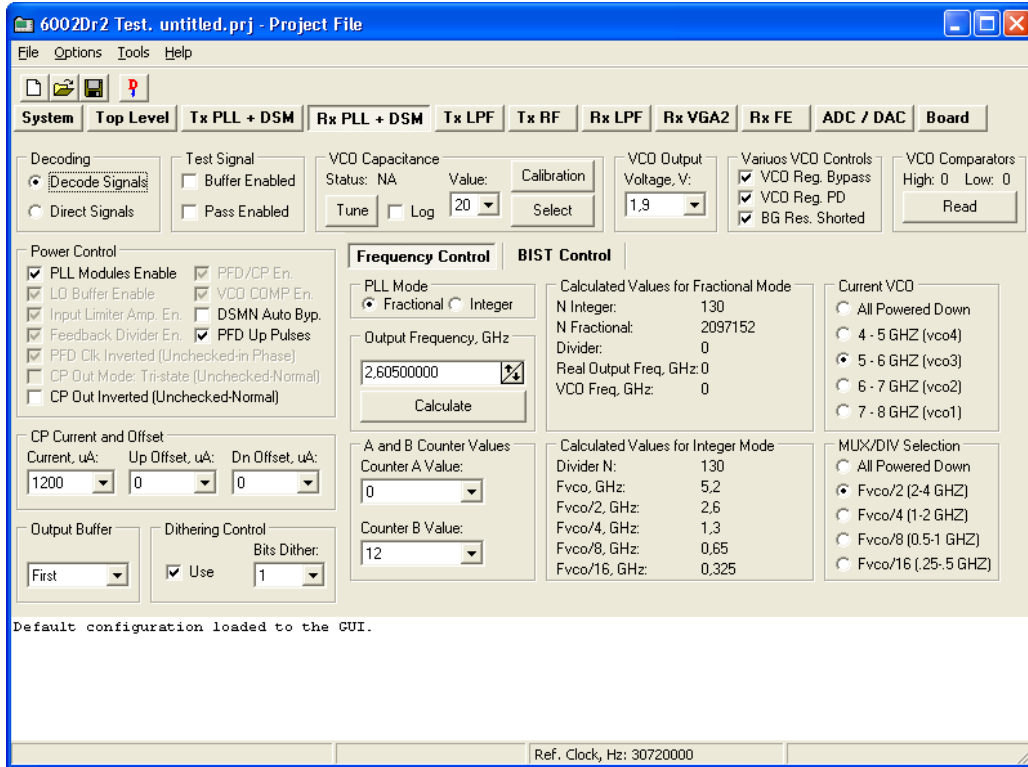 6002Dr2 Test. untitled.prj - Project File
File Options Tools Help
System Top Level Tx PLL + DSM Rx PLL + DSM Tx LPF Tx RF Rx LPF Rx VGA2 Rx FE ADC / DAC Board
Decoding
Decode Signals
Direct Signals
Test Signal
Buffer Enabled
Pass Enabled
VCO Capacitance
Status: NA Value:
Calibration
Tune Log 20 Select
VCO Output
Voltage, V:
1,9
Variuos VCO Controls
VCO Reg. Bypass
VCO Reg. PD
BG Res. Shorted
VCO Comparators
High: 0 Low: 0
Read
Power Control
PLL Modules Enable PFD/CP En.
LO Buffer Enable VCO COMP En.
Input Limiter Amp. En. DSMN Auto Byp.
Feedback Divider En. PFD Up Pulses
PFD Clk Inverted (Unchecked-in Phase)
CP Out Mode: Tri-state (Unchecked-Normal)
CP Out Inverted (Unchecked-Normal)
CP Current and Offset
Current, uA: Up Offset, uA: Dn Offset, uA:
1200 0 0
Output Buffer
First
Dithering Control
Bits Dither:
Use 1
Frequency Control BIST Control
PLL Mode
Fractional Integer
Output Frequency, GHz
2,60500000
Calculate
Calculated Values for Fractional Mode
N Integer: 130
N Fractional: 2097152
Divider: 0
Real Output Freq, GHz: 0
VCO Freq, GHz: 0
Current VCO
All Powered Down
4 - 5 GHZ (vco4)
5 - 6 GHZ (vco3)
6 - 7 GHZ (vco2)
7 - 8 GHZ (vco1)
A and B Counter Values
Counter A Value:
0
Counter B Value:
12
Calculated Values for Integer Mode
Divider N: 130
Fvco, GHz: 5,2
Fvco/2, GHz: 2,6
Fvco/4, GHz: 1,3
Fvco/8, GHz: 0,65
Fvco/16, GHz: 0,325
MUX/DIV Selection
All Powered Down
Fvco/2 (2-4 GHZ)
Fvco/4 (1-2 GHZ)
Fvco/8 (0.5-1 GHZ)
Fvco/16 (.25-.5 GHZ)
Default configuration loaded to the GUI.
Ref. Clock, Hz: 30720000